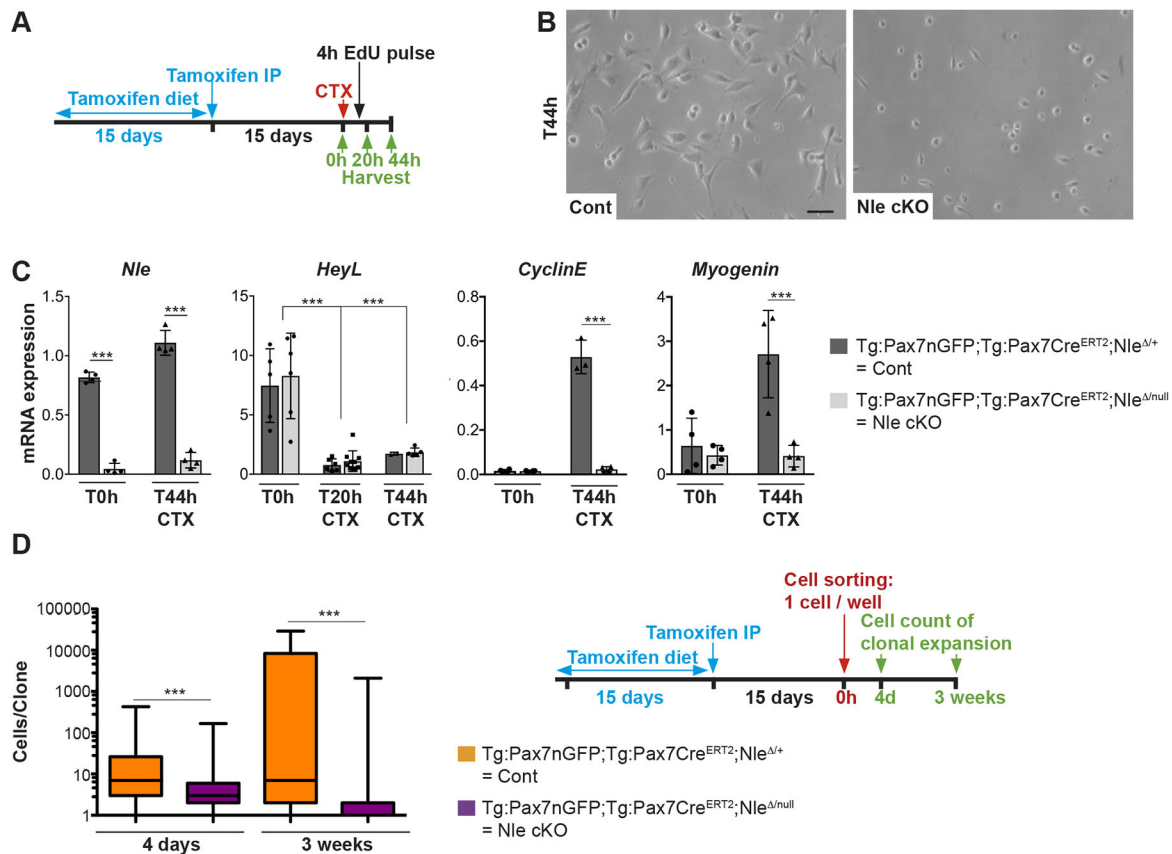 A
4h EdU pulse
Tamoxifen IP
CTX
Tamoxifen diet
15 days
15 days
0h 20h 44h
Harvest
B
T44h
Cont
Nle cKO
C
Nle
HeyL
CyclinE
Myogenin
mRNA expression
1.5
1.0
0.5
0.0
***
***
T0h
T44h
CTX
15
10
5
0
***
***
T0h
T20h
CTX
T44h
CTX
0.8
0.6
0.4
0.2
0.0
***
T0h
T44h
CTX
4
3
2
1
0
***
T0h
T44h
CTX
Tg:Pax7nGFP;Tg:Pax7CreERT2;NleΔ/+
= Cont
Tg:Pax7nGFP;Tg:Pax7CreERT2;NleΔ/null
= Nle cKO
D
Cells/Clone
100000
10000
1000
100
10
1
***
***
4 days
3 weeks
Cell sorting:
1 cell / well
Tamoxifen IP
Cell count of
clonal expansion
Tamoxifen diet
15 days
15 days
0h
4d
3 weeks
Tg:Pax7nGFP;Tg:Pax7CreERT2;NleΔ/+
= Cont
Tg:Pax7nGFP;Tg:Pax7CreERT2;NleΔ/null
= Nle cKO